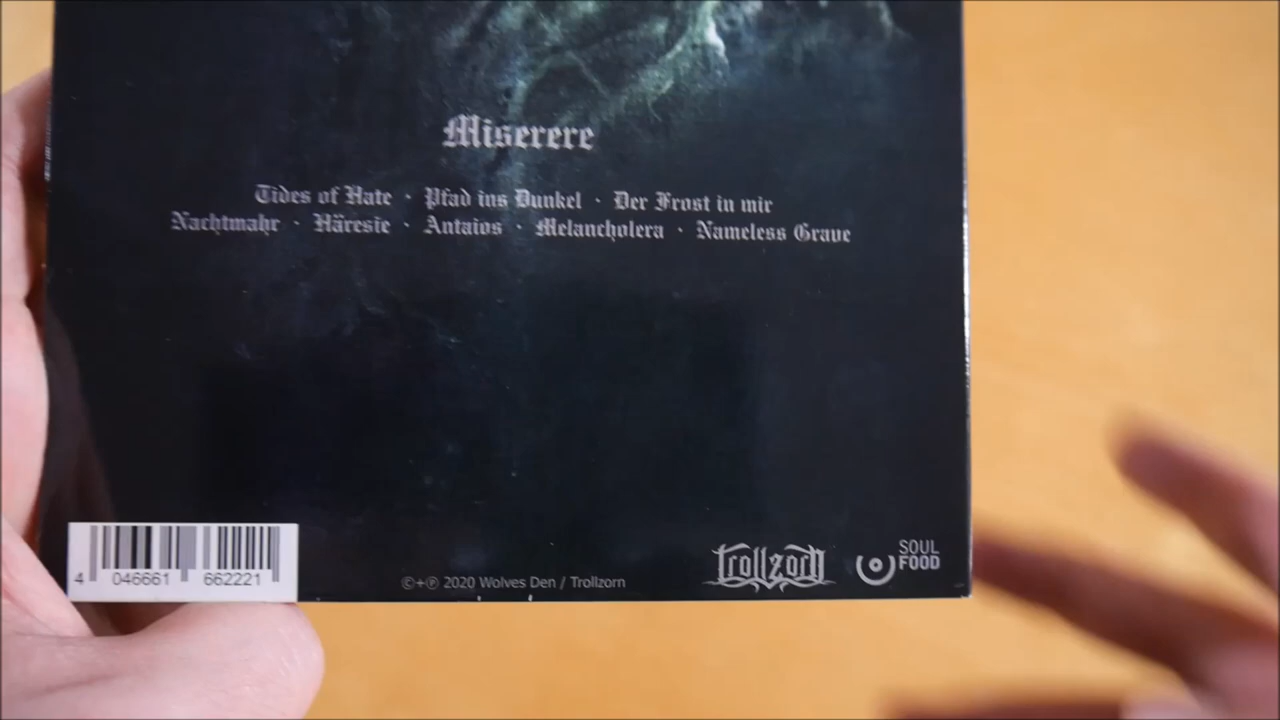 Miserere
Tides of Hate · Pfad ins Dunkel · Der Frost in mir
Nachtmahr · Häresie · Antaios · Melancholera · Nameless Grave
4 046661 662221
©+℗ 2020 Wolves Den / Trollzorn
Trollzorn
SOUL
FOOD